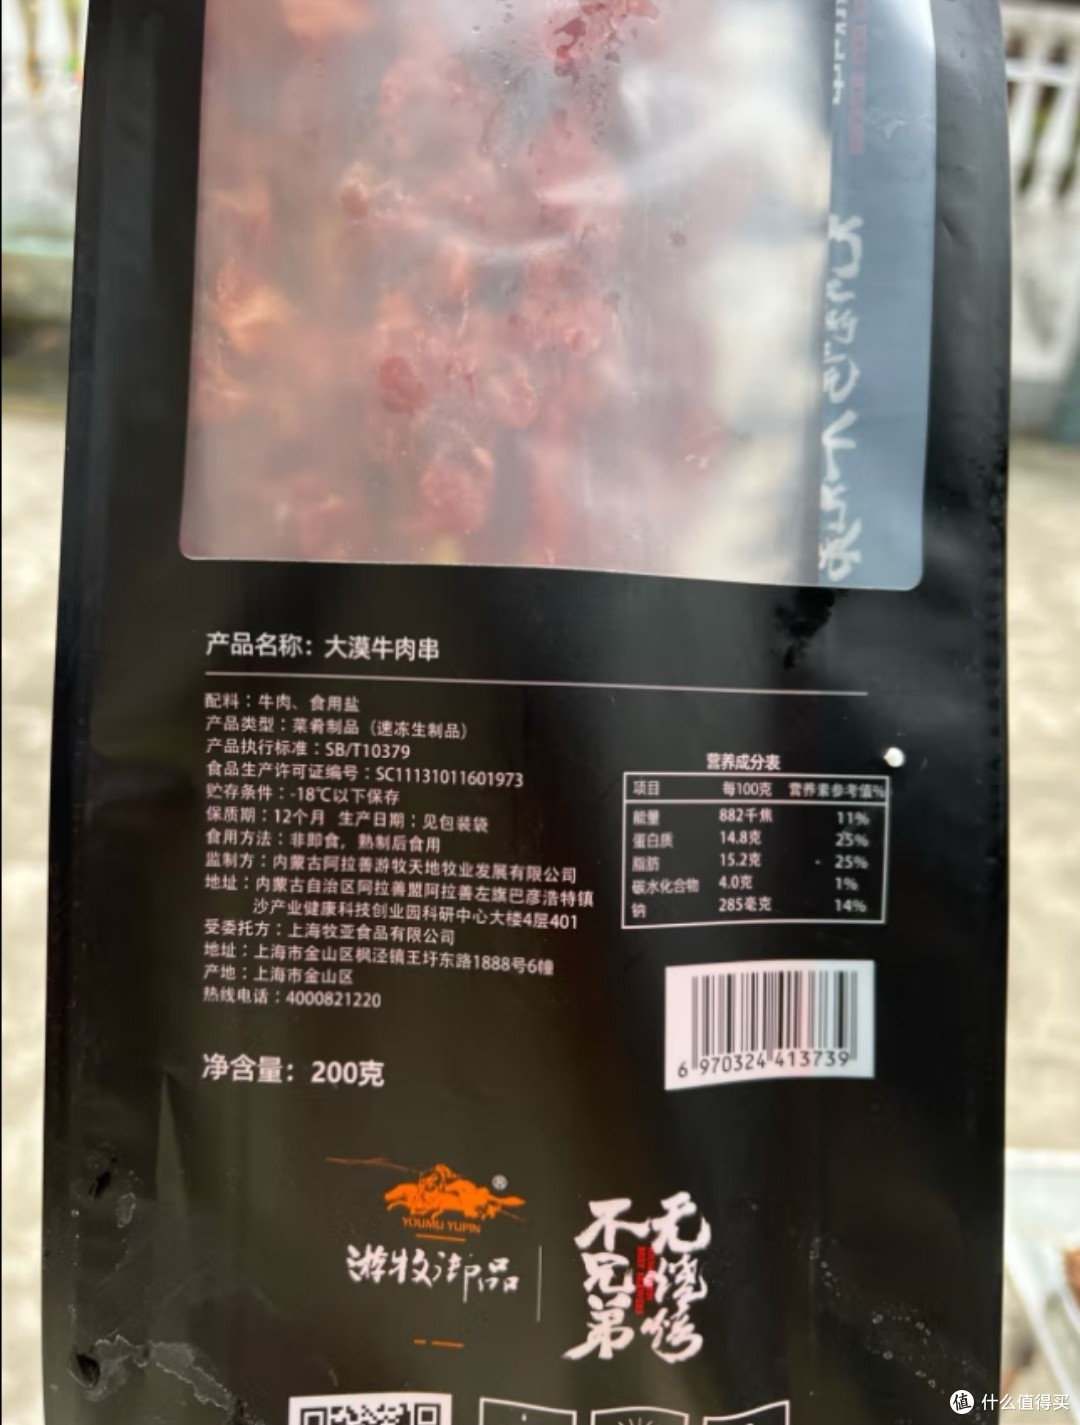 产品名称：大漠牛肉串
配料：牛肉、食用盐
产品类型：菜肴制品（速冻生制品）
产品执行标准：SB/T10379
食品生产许可证编号：SC11131011601973
贮存条件：-18℃以下保存
保质期：12个月 生产日期：见包装袋
食用方法：非即食，熟制后食用
监制方：内蒙古阿拉善游牧天地牧业发展有限公司
地址：内蒙古自治区阿拉善盟阿拉善左旗巴彦浩特镇
沙产业健康科技创业园科研中心大楼4层401
受委托方：上海牧亚食品有限公司
地址：上海市金山区枫泾镇王圩东路1888号6幢
产地：上海市金山区
热线电话：4000821220
净含量：200克
营养成分表
项目 每100克 营养素参考值%
能量 882千焦 11%
蛋白质 14.8克 25%
脂肪 15.2克 25%
碳水化合物 4.0克 1%
钠 285毫克 14%
6 970324 413739
®
YOUMU YUPIN
游牧御品
无烧烤
不兄弟
值 什么值得买